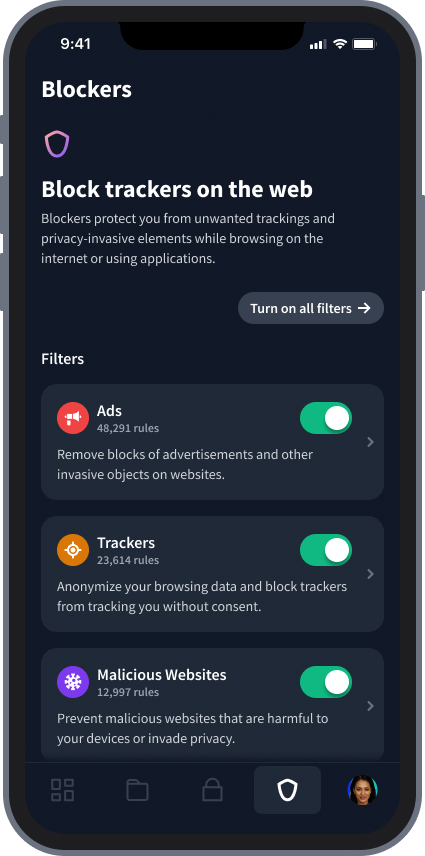 9:41
Blockers
Block trackers on the web
Blockers protect you from unwanted trackings and
privacy-invasive elements while browsing on the
internet or using applications.
Turn on all filters
Filters
Ads
48,291 rules
Remove blocks of advertisements and other
invasive objects on websites.
Trackers
23,614 rules
Anonymize your browsing data and block trackers
from tracking you without consent.
Malicious Websites
12,997 rules
Prevent malicious websites that are harmful to
your devices or invade privacy.